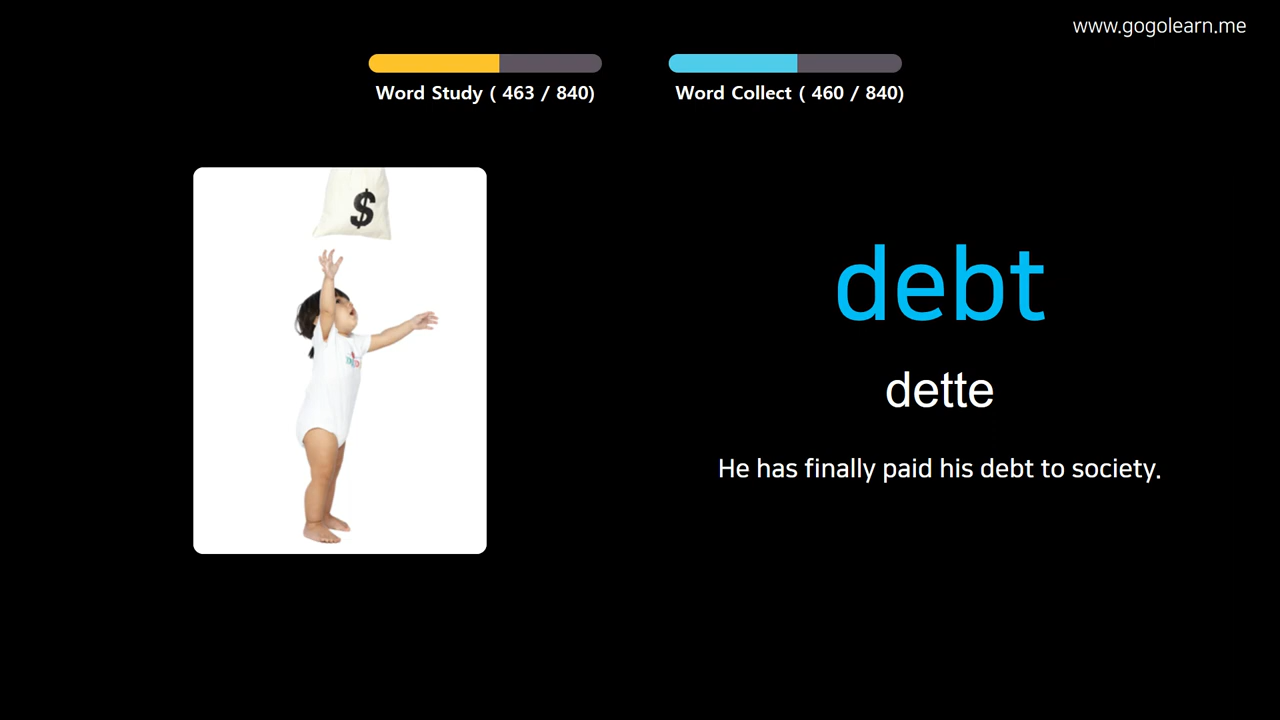 www.gogolearn.me
Word Study ( 463 / 840)
Word Collect ( 460 / 840)
$
debt
dette
He has finally paid his debt to society.